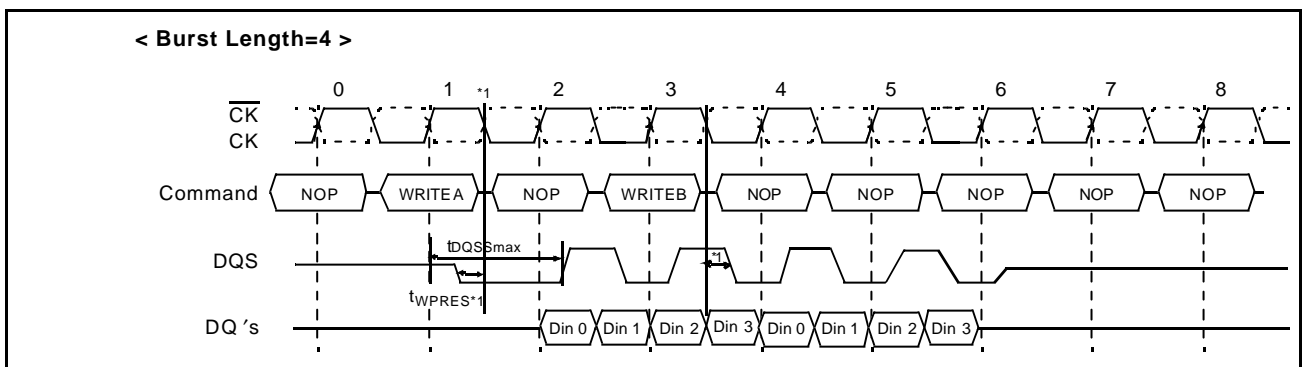 < Burst Length=4 >
0 1 *1 2 3 4 5 6 7 8
CK
CK
Command NOP WRITEA NOP WRITEB NOP NOP NOP NOP NOP
DQS tDQSSmax *1
tWPRES*1
DQ ′s Din 0 Din 1 Din 2 Din 3 Din 0 Din 1 Din 2 Din 3